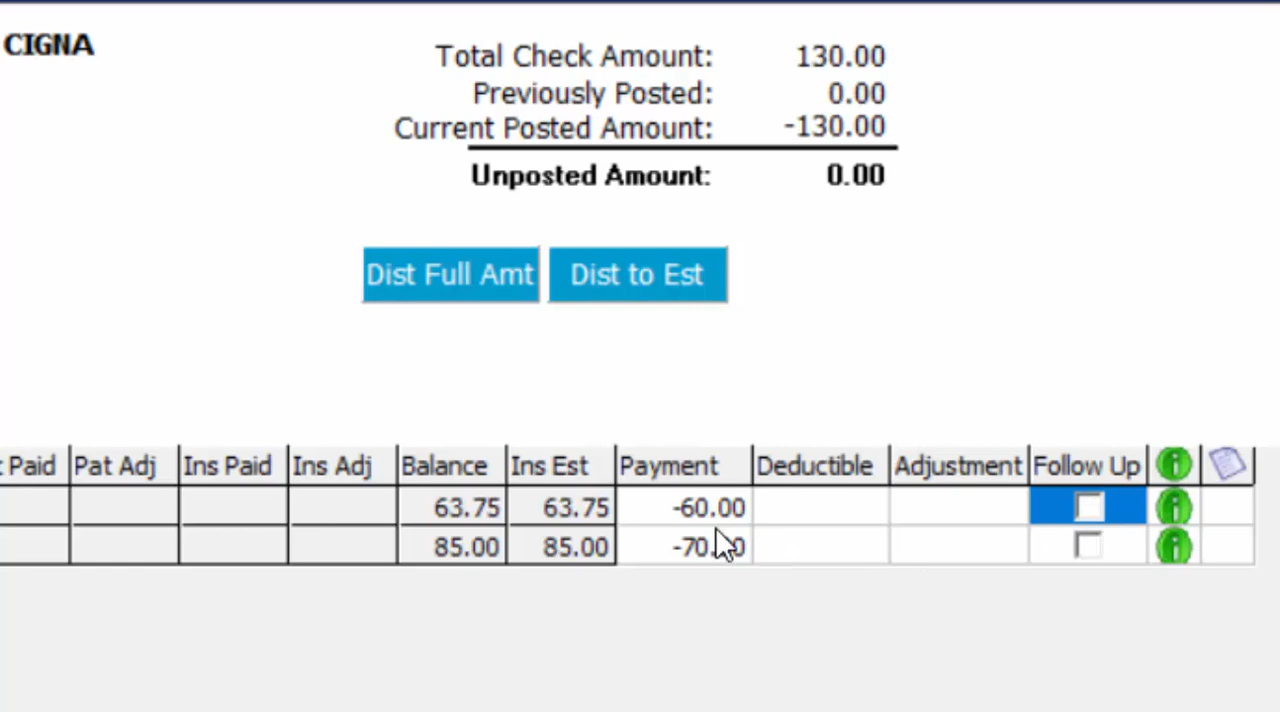 CIGNA
Total Check Amount: 130.00
Previously Posted: 0.00
Current Posted Amount: -130.00
Unposted Amount: 0.00
Dist Full Amt Dist to Est
Paid Pat Adj Ins Paid Ins Adj Balance Ins Est Payment Deductible Adjustment Follow Up
63.75 63.75 -60.00
85.00 85.00